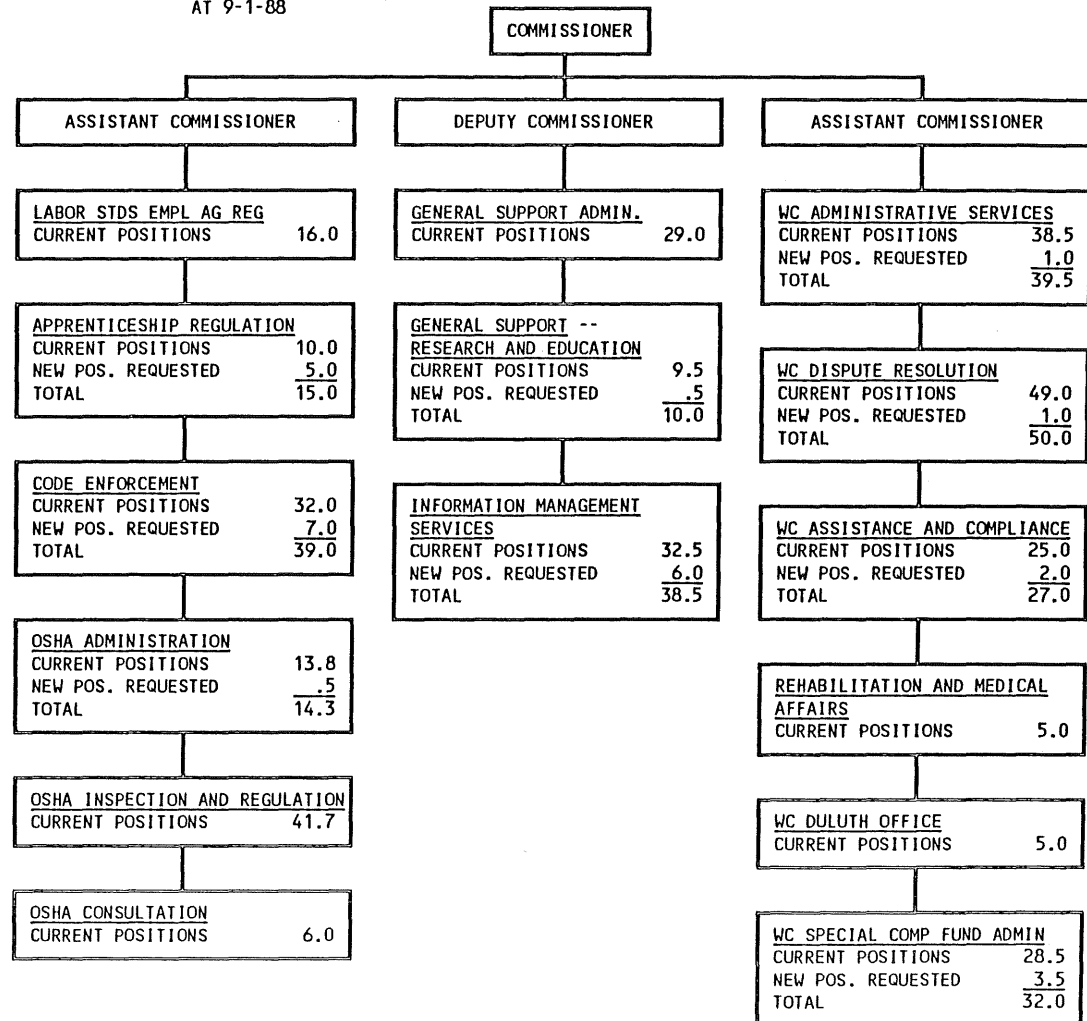 AT 9-1-88
COMMISSIONER
ASSISTANT COMMISSIONER
LABOR STDS EMPL AG REG
CURRENT POSITIONS 16.0
APPRENTICESHIP REGULATION
CURRENT POSITIONS 10.0
NEW POS. REQUESTED 5.0
TOTAL 15.0
CODE ENFORCEMENT
CURRENT POSITIONS 32.0
NEW POS. REQUESTED 7.0
TOTAL 39.0
OSHA ADMINISTRATION
CURRENT POSITIONS 13.8
NEW POS. REQUESTED .5
TOTAL 14.3
OSHA INSPECTION AND REGULATION
CURRENT POSITIONS 41.7
OSHA CONSULTATION
CURRENT POSITIONS 6.0
DEPUTY COMMISSIONER
GENERAL SUPPORT ADMIN.
CURRENT POSITIONS 29.0
GENERAL SUPPORT --
RESEARCH AND EDUCATION
CURRENT POSITIONS 9.5
NEW POS. REQUESTED .5
TOTAL 10.0
INFORMATION MANAGEMENT
SERVICES
CURRENT POSITIONS 32.5
NEW POS. REQUESTED 6.0
TOTAL 38.5
ASSISTANT COMMISSIONER
WC ADMINISTRATIVE SERVICES
CURRENT POSITIONS 38.5
NEW POS. REQUESTED 1.0
TOTAL 39.5
WC DISPUTE RESOLUTION
CURRENT POSITIONS 49.0
NEW POS. REQUESTED 1.0
TOTAL 50.0
WC ASSISTANCE AND COMPLIANCE
CURRENT POSITIONS 25.0
NEW POS. REQUESTED 2.0
TOTAL 27.0
REHABILITATION AND MEDICAL
AFFAIRS
CURRENT POSITIONS 5.0
WC DULUTH OFFICE
CURRENT POSITIONS 5.0
WC SPECIAL COMP FUND ADMIN
CURRENT POSITIONS 28.5
NEW POS. REQUESTED 3.5
TOTAL 32.0